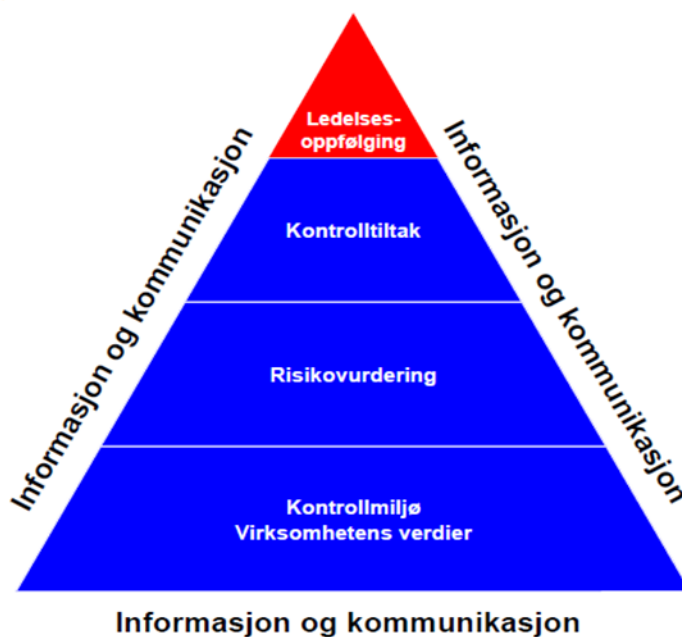 Ledelses-
oppfølging
Informasjon og kommunikasjon
Informasjon og kommunikasjon
Kontrolltiltak
Risikovurdering
Kontrollmiljø
Virksomhetens verdier
Informasjon og kommunikasjon